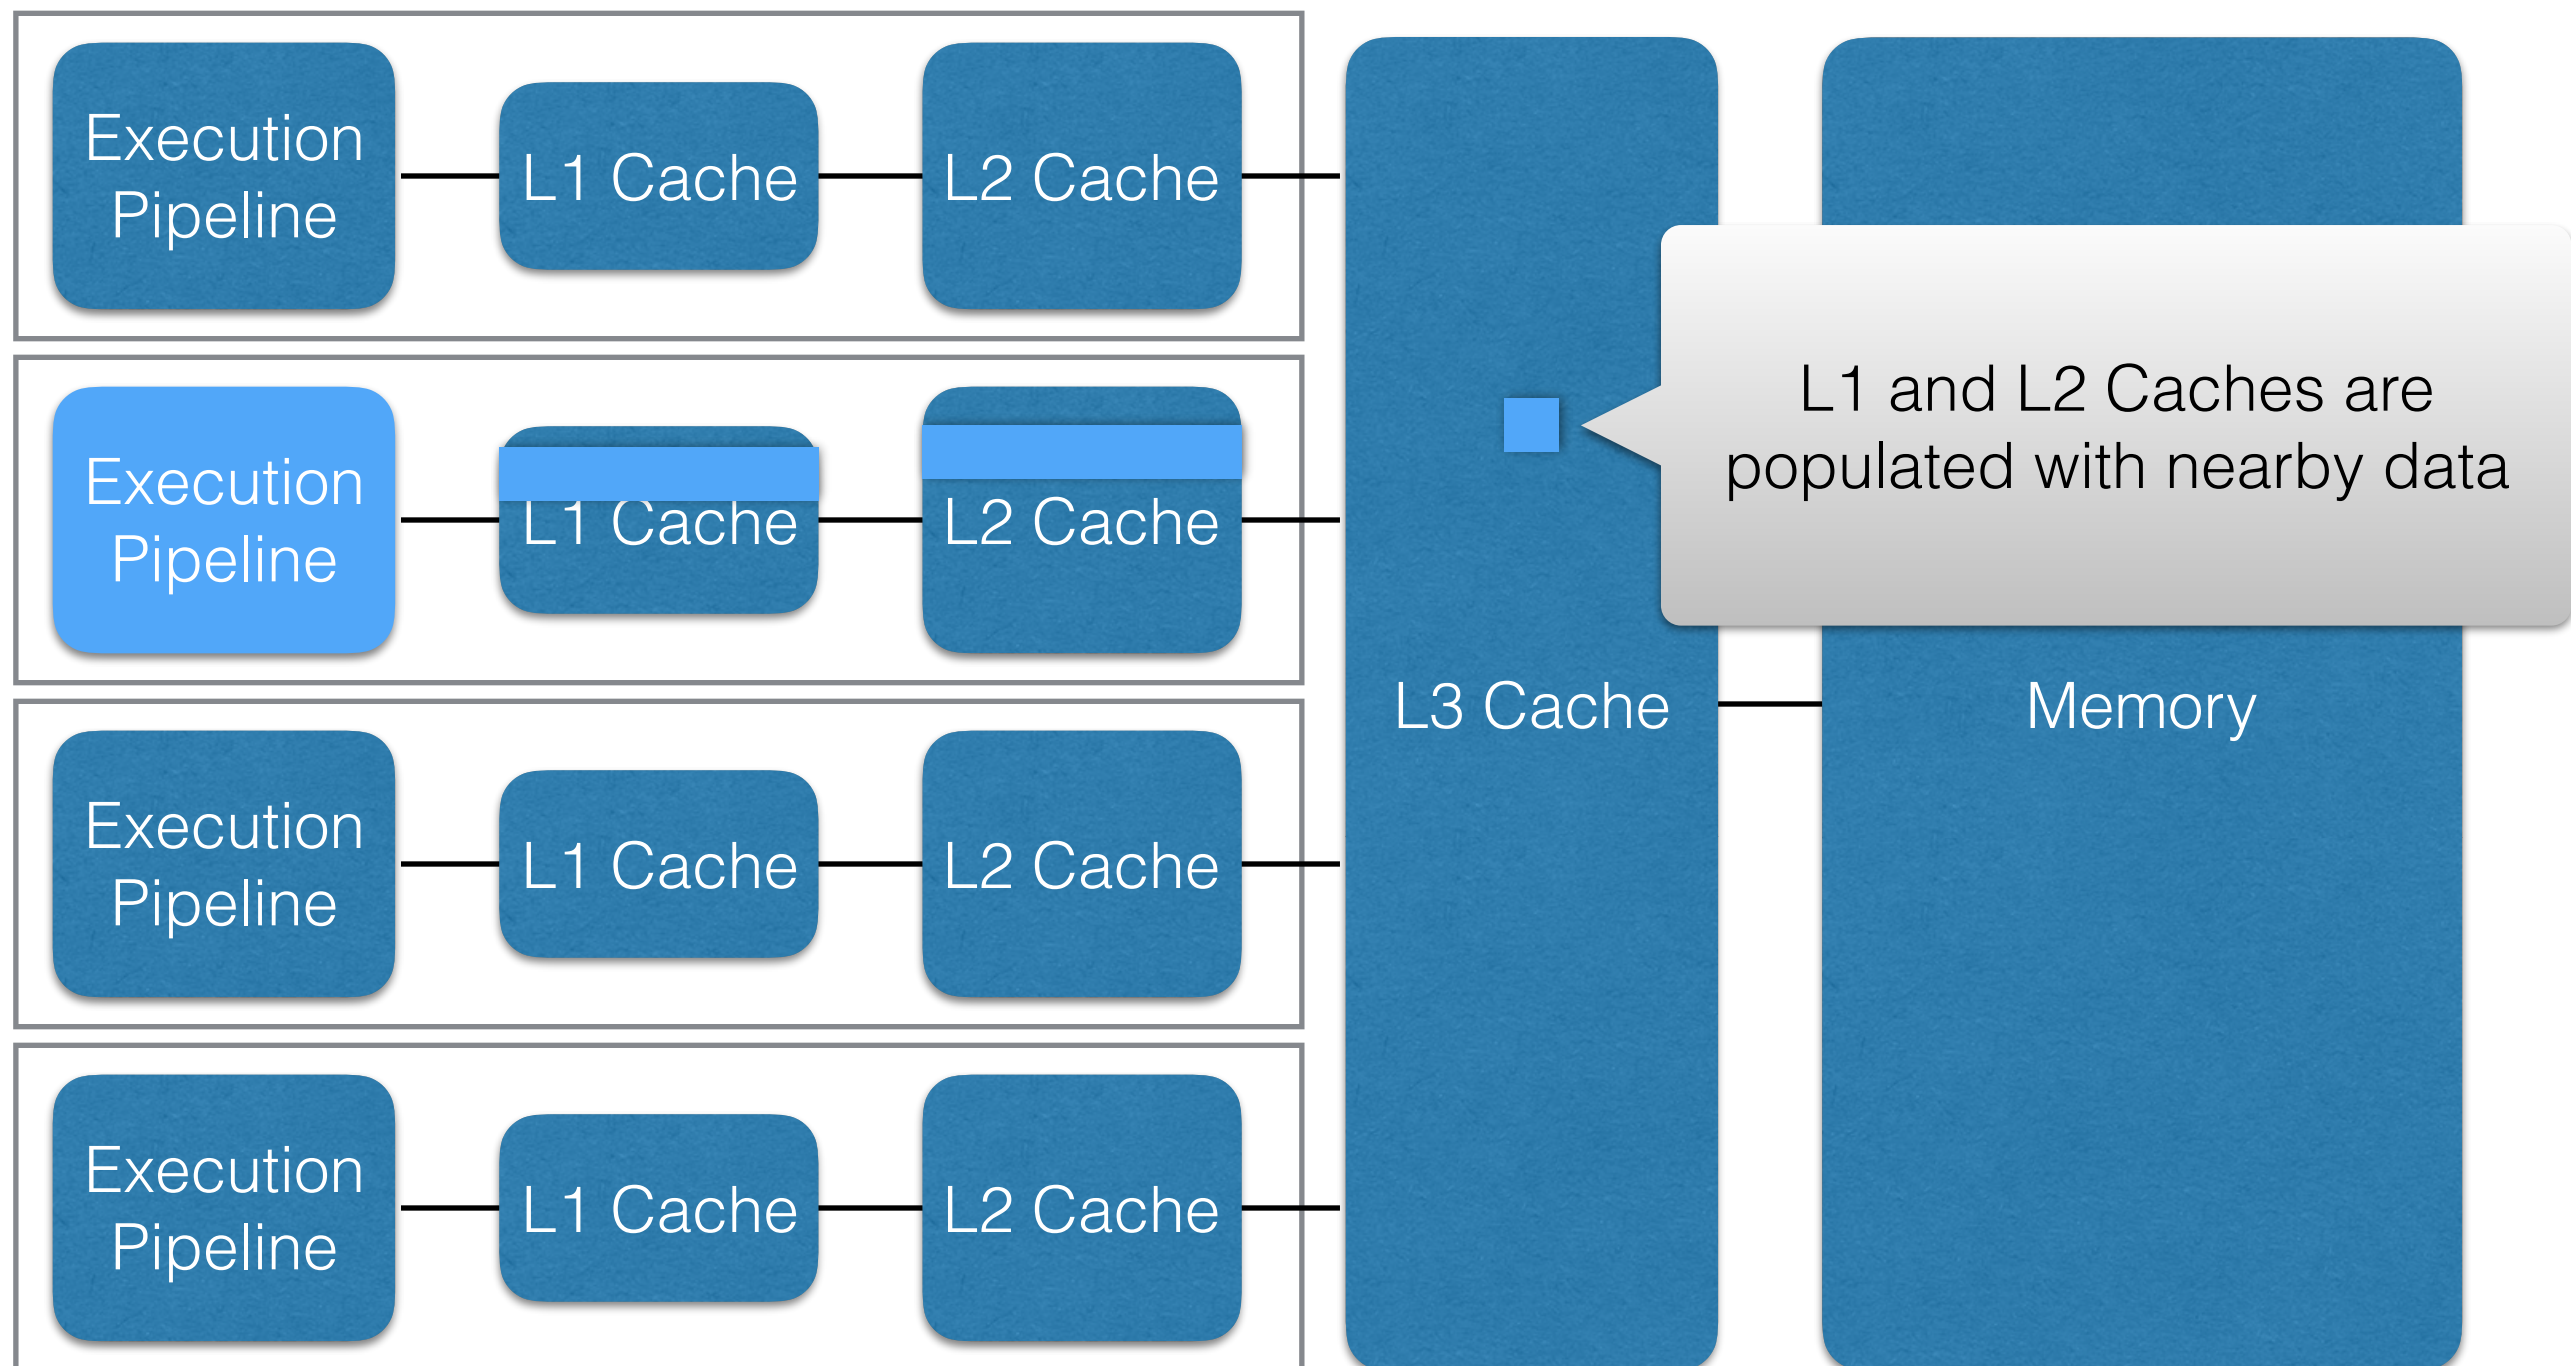 Execution
Pipeline
L1 Cache
L2 Cache
Execution
Pipeline
L1 Cache
L2 Cache
Execution
Pipeline
L1 Cache
L2 Cache
Execution
Pipeline
L1 Cache
L2 Cache
L3 Cache
L1 and L2 Caches are
populated with nearby data
Memory